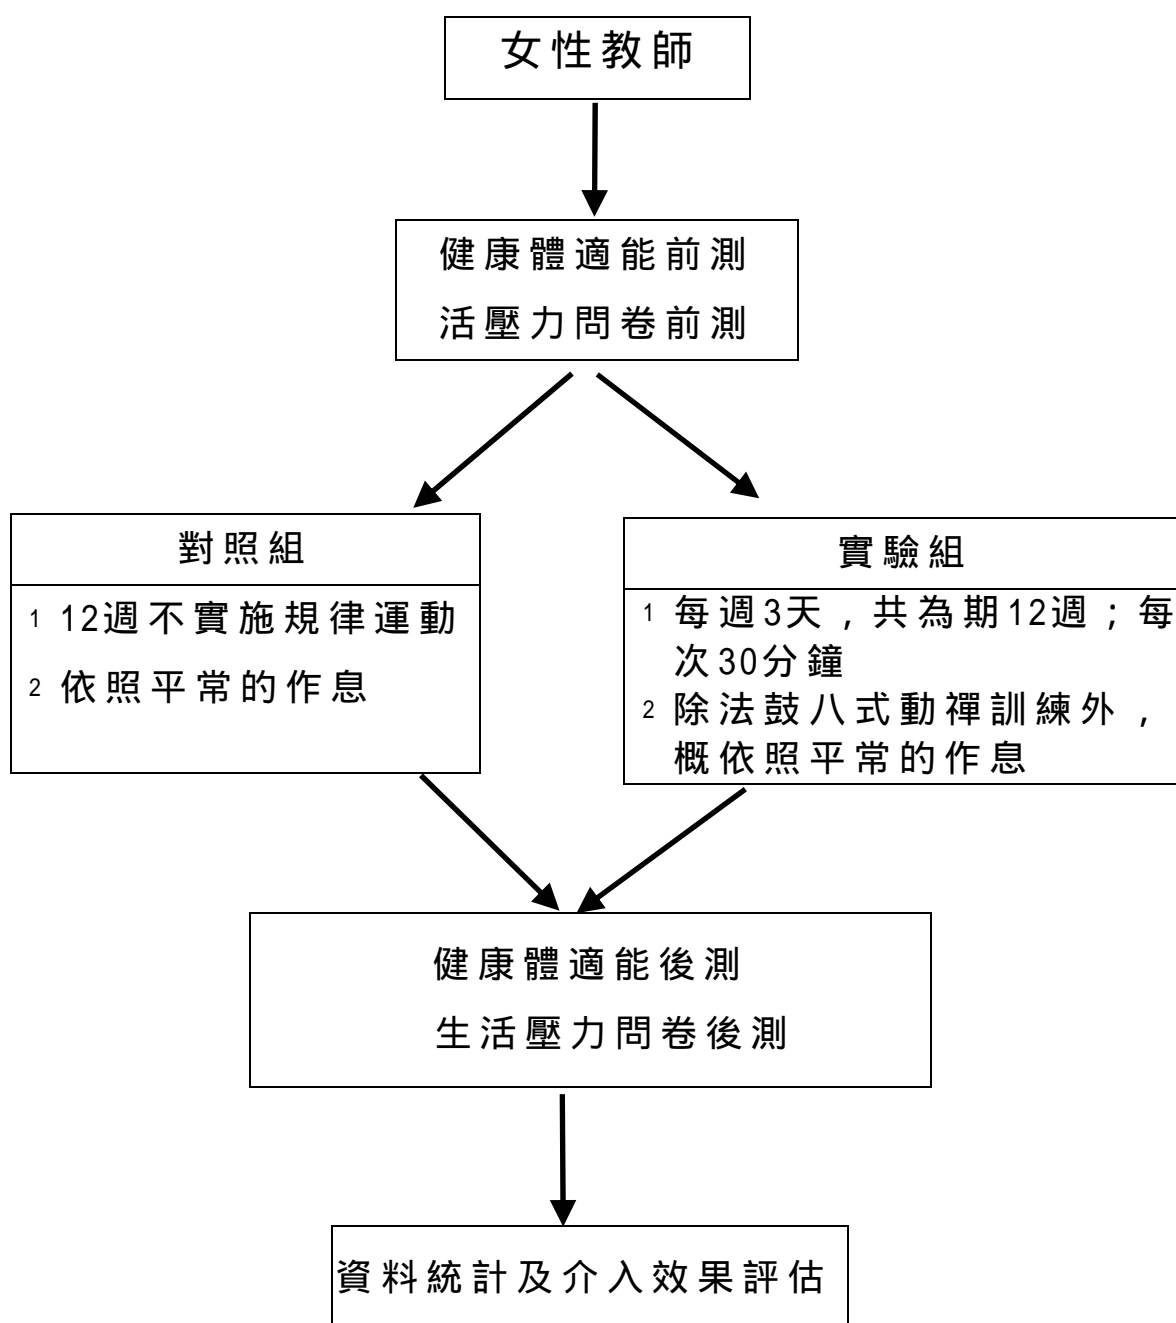 女性教師
健康體適能前測
活壓力問卷前測
對照組
1 12週不實施規律運動
2 依照平常的作息
實驗組
1 每週3天，共為期12週；每
次30分鐘
2 除法鼓八式動禪訓練外，
概依照平常的作息
健康體適能後測
生活壓力問卷後測
資料統計及介入效果評估